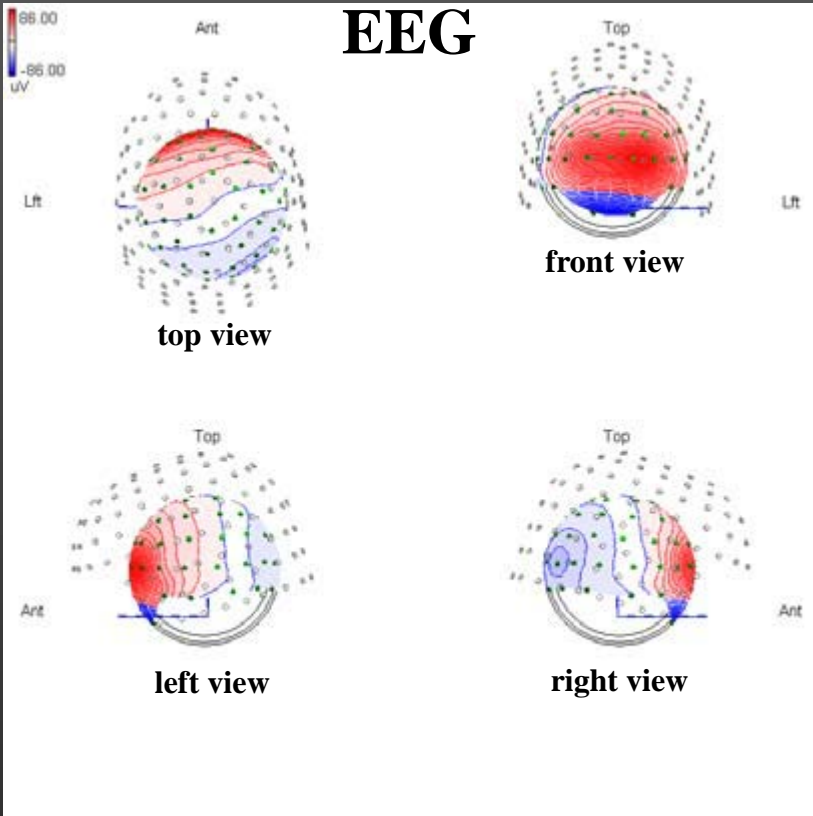 EEG
86.00
-86.00
uV
Ant
Top
Lft
Lft
front view
top view
Top
Top
Ant
Ant
left view
right view